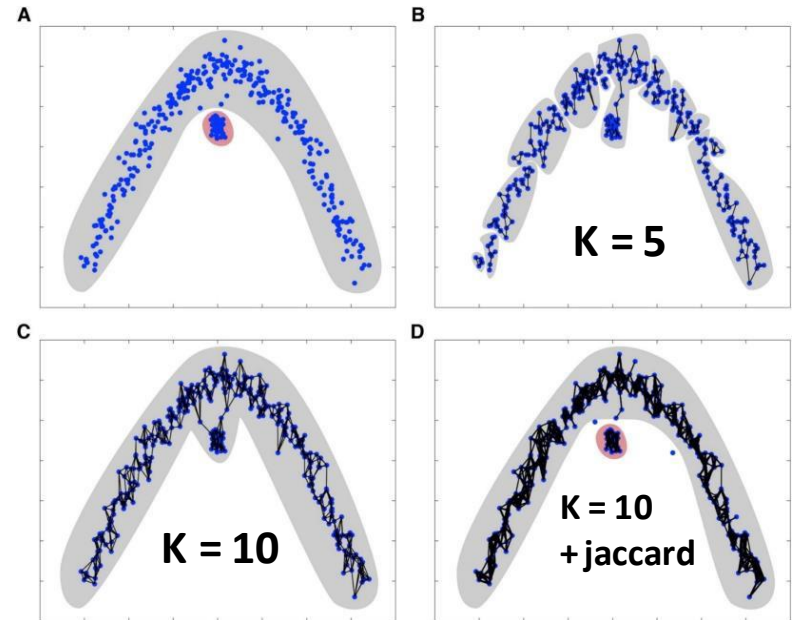 A
B
K = 5
C
D
K = 10
K = 10
+ jaccard